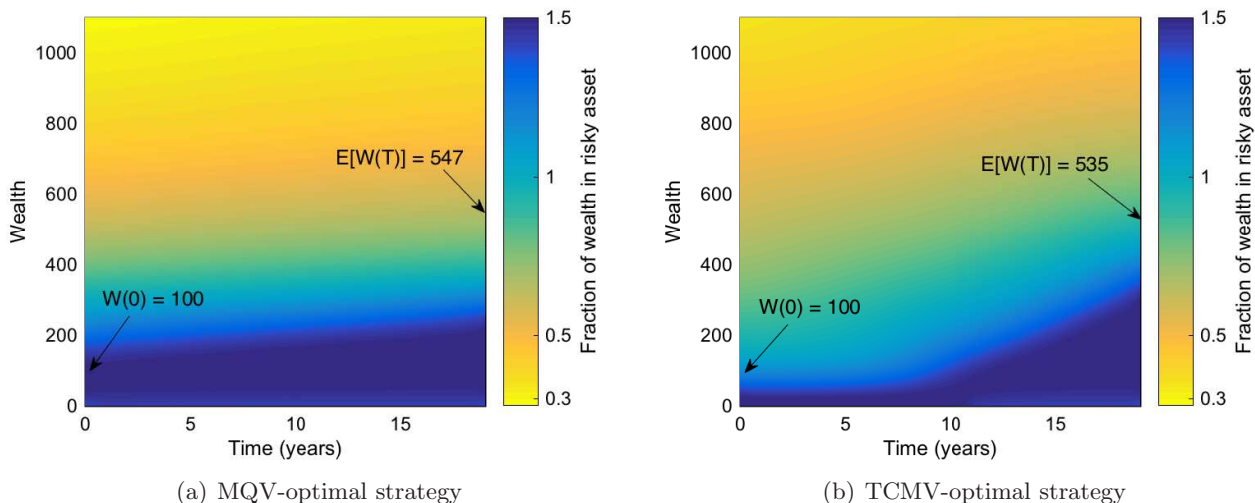 1000
800
600
400
200
0
Wealth
E[W(T)] = 547
W(0) = 100
0
5
10
15
Time (years)
1.5
1
0.5
0.3
Fraction of wealth in risky asset
(a) MQV-optimal strategy
1000
800
600
400
200
0
Wealth
E[W(T)] = 535
W(0) = 100
0
5
10
15
Time (years)
1.5
1
0.5
0.3
Fraction of wealth in risky asset
(b) TCMV-optimal strategy